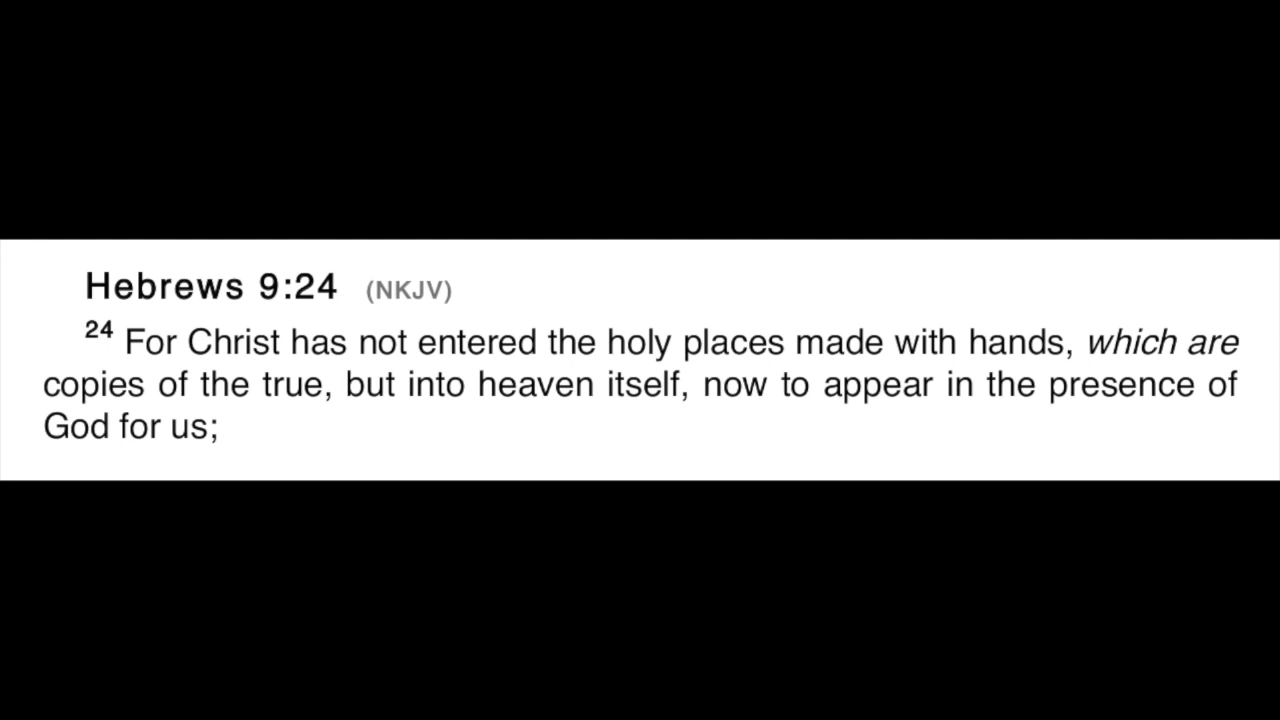 Hebrews 9:24 (NKJV)
24 For Christ has not entered the holy places made with hands, which are
copies of the true, but into heaven itself, now to appear in the presence of
God for us;